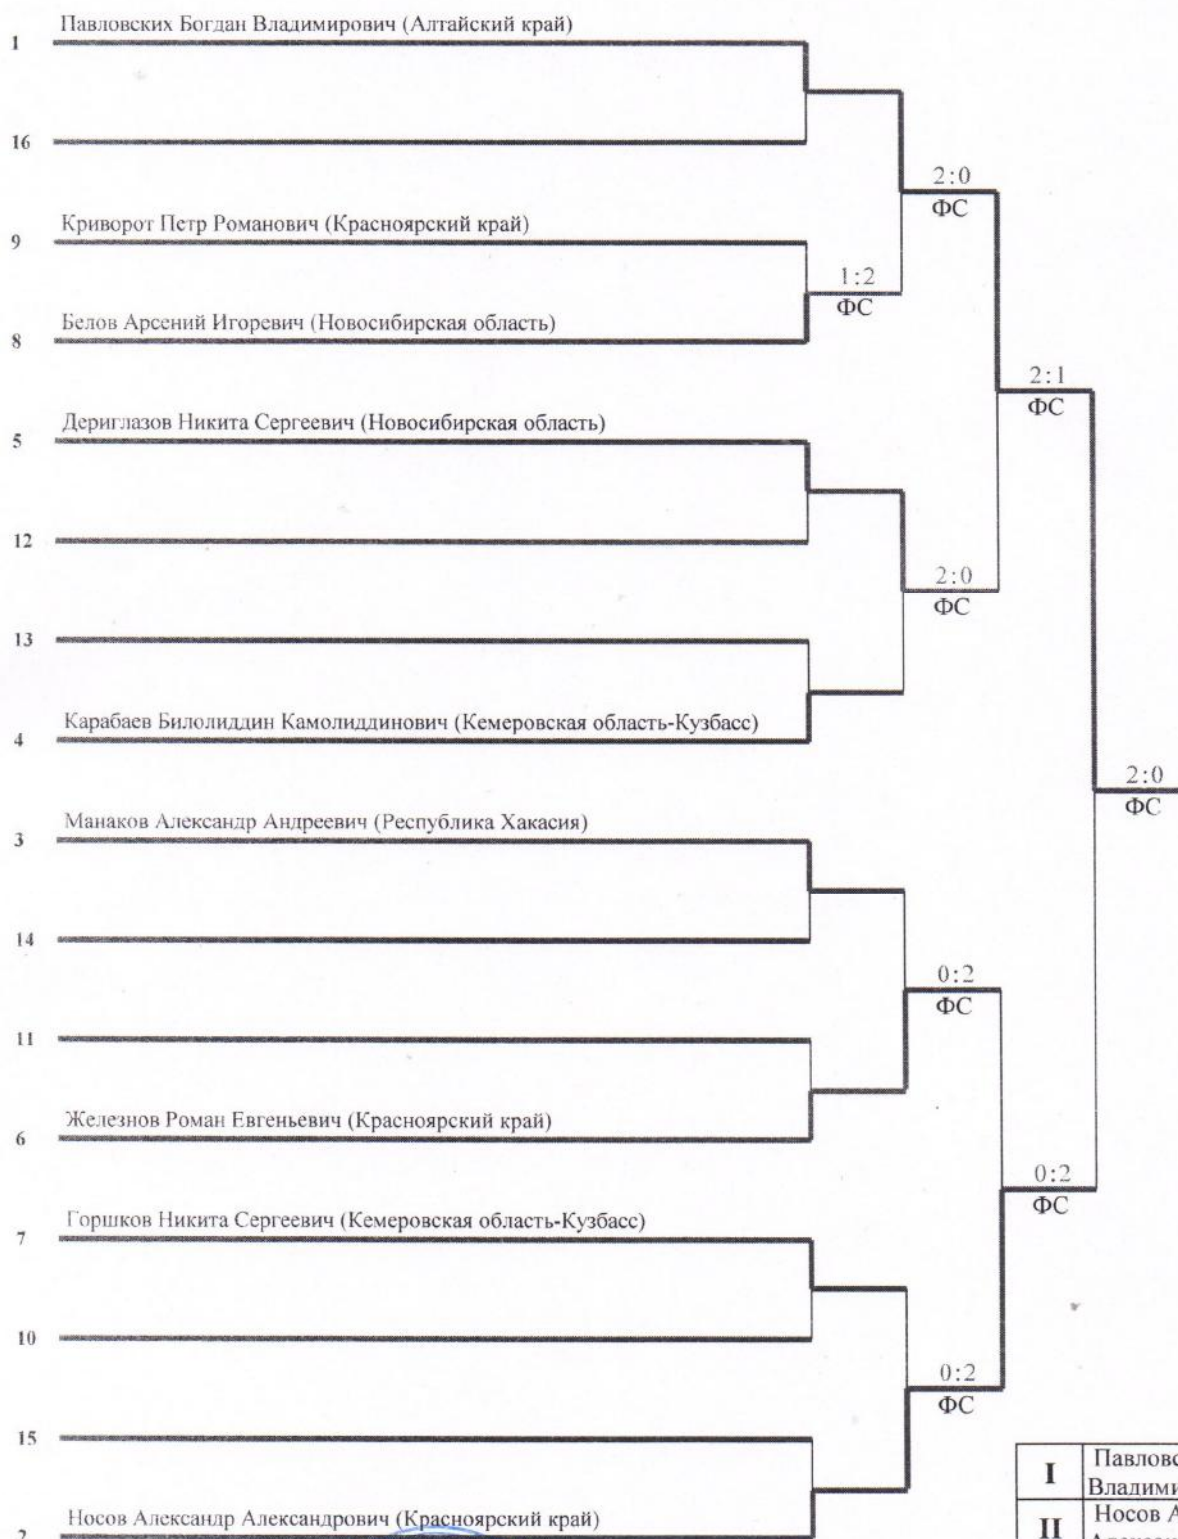 Павловских Богдан Владимирович (Алтайский край)
1
16
2:0
ФС
Криворот Петр Романович (Красноярский край)
9
1:2
ФС
Белов Арсений Игоревич (Новосибирская область)
8
2:1
ФС
Дериглазов Никита Сергеевич (Новосибирская область)
5
12
2:0
ФС
13
Карабаев Билолиддин Камолиддинович (Кемеровская область-Кузбасс)
4
2:0
ФС
Манаков Александр Андреевич (Республика Хакасия)
3
14
0:2
ФС
11
Железнов Роман Евгеньевич (Красноярский край)
6
0:2
ФС
Горшков Никита Сергеевич (Кемеровская область-Кузбасс)
7
10
0:2
ФС
15
I
Павловс
Владими
Носов Александр Александрович (Красноярский край)
2
II
Носов А